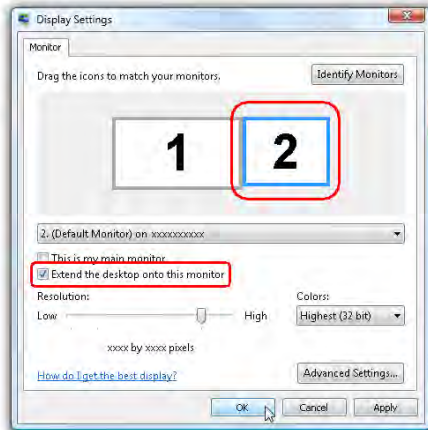 Display Settings
Monitor
Drag the icons to match your monitors.
Identify Monitors
1
2
2. (Default Monitor) on xxxxxxxxxx
This is my main monitor
Extend the desktop onto this monitor
Resolution:
Colors:
Low
High
Highest (32 bit)
xxxx by xxxx pixels
How do I get the best display?
Advanced Settings...
OK
Cancel
Apply